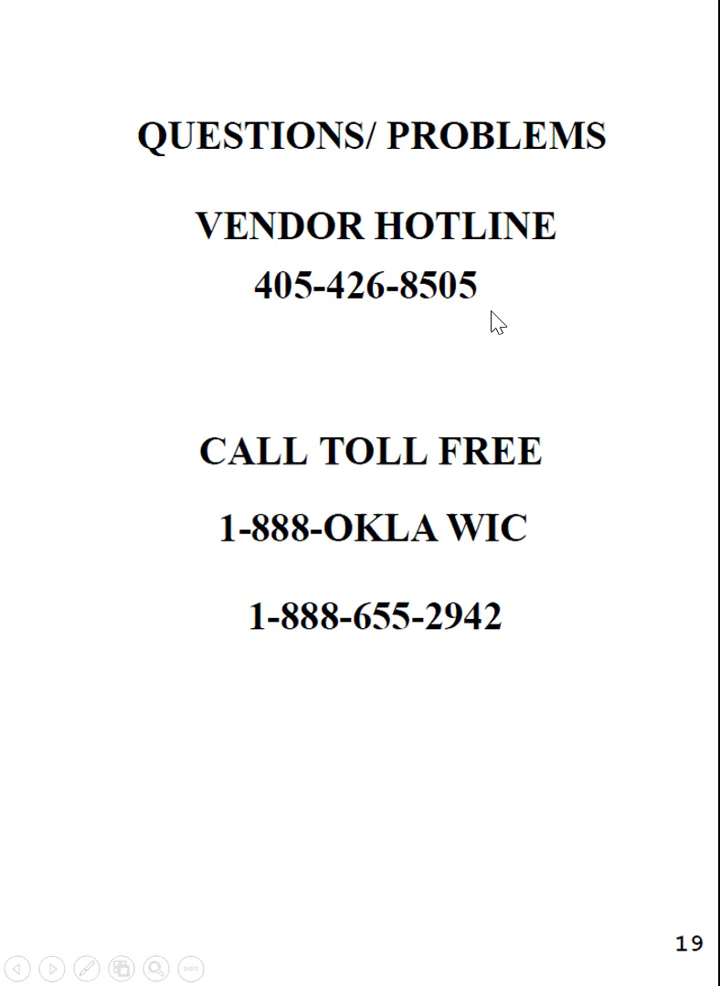 QUESTIONS/ PROBLEMS
VENDOR HOTLINE
405-426-8505
CALL TOLL FREE
1-888-OKLA WIC
1-888-655-2942
19